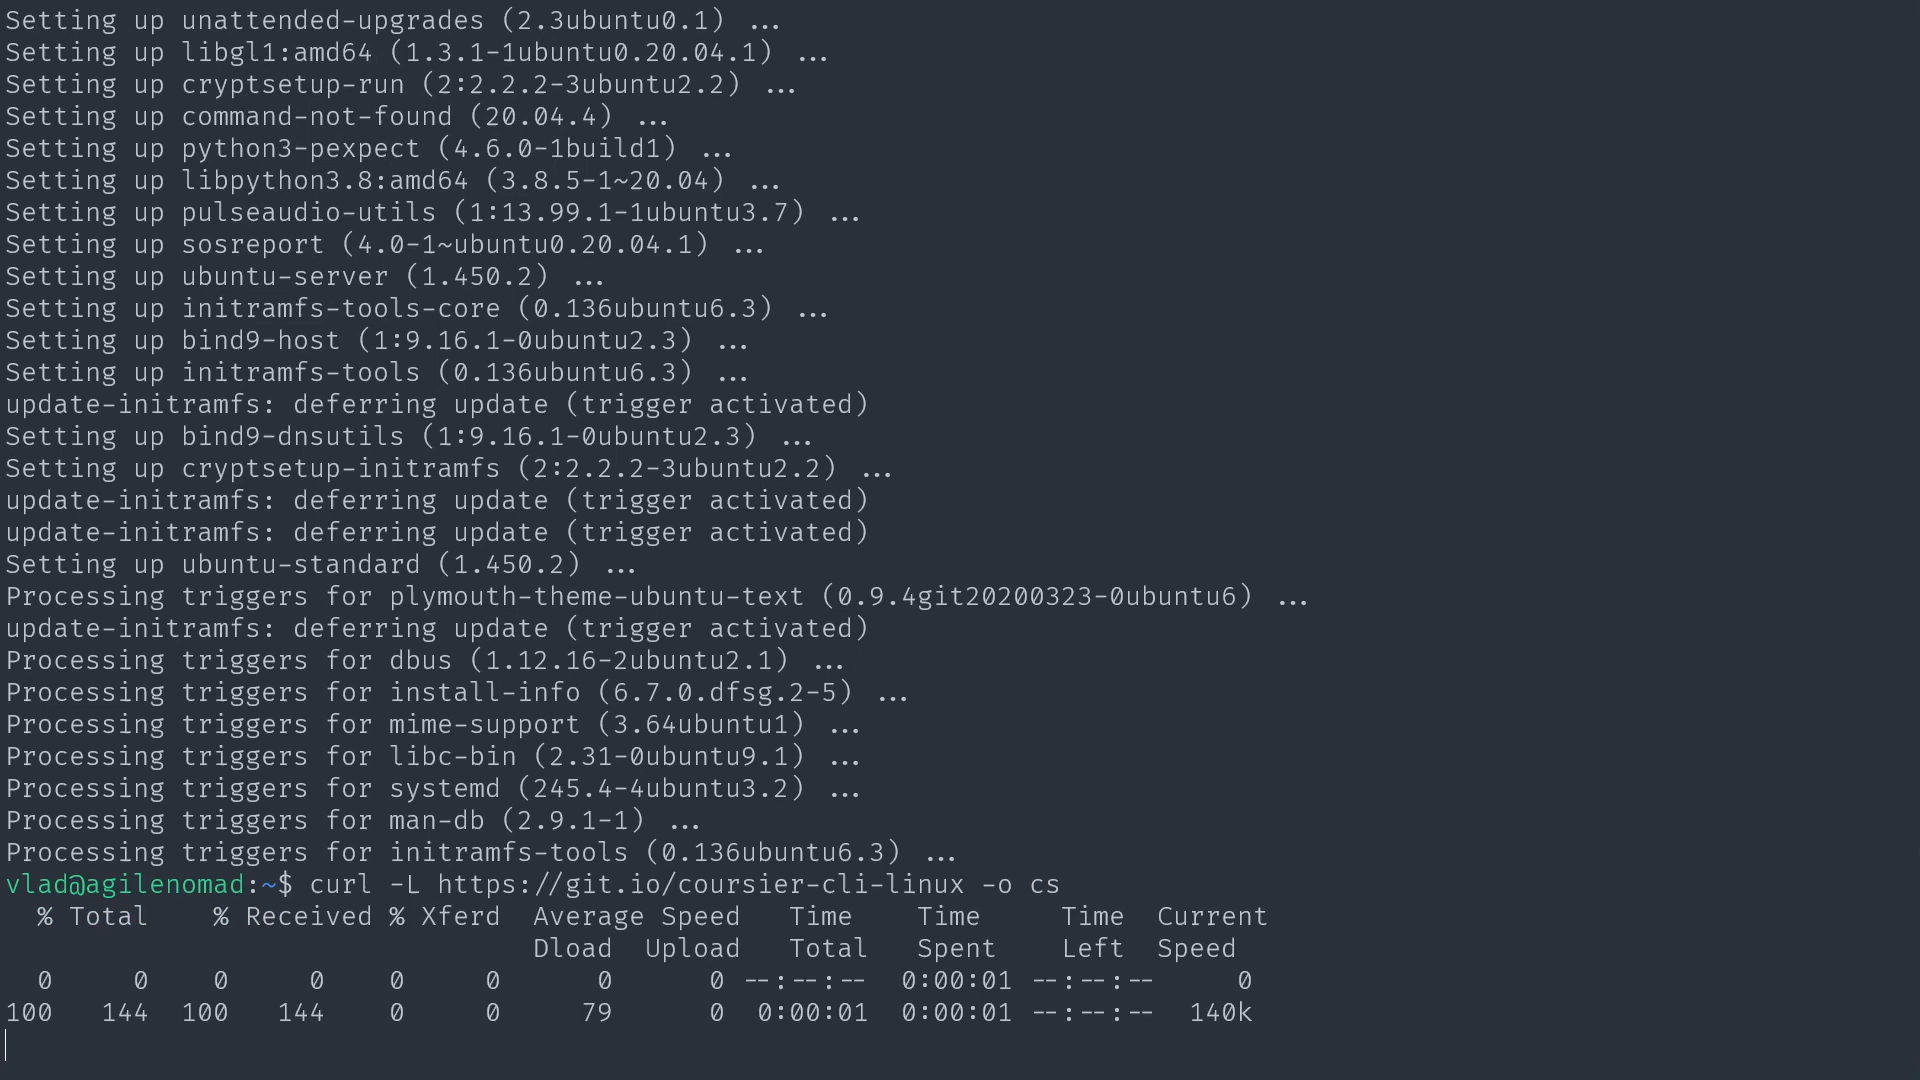 Setting up unattended-upgrades (2.3ubuntu0.1) ...
Setting up libgl1:amd64 (1.3.1-1ubuntu0.20.04.1) ...
Setting up cryptsetup-run (2:2.2.2-3ubuntu2.2) ...
Setting up command-not-found (20.04.4) ...
Setting up python3-pexpect (4.6.0-1build1) ...
Setting up libpython3.8:amd64 (3.8.5-1~20.04) ...
Setting up pulseaudio-utils (1:13.99.1-1ubuntu3.7) ...
Setting up sosreport (4.0-1~ubuntu0.20.04.1) ...
Setting up ubuntu-server (1.450.2) ...
Setting up initramfs-tools-core (0.136ubuntu6.3) ...
Setting up bind9-host (1:9.16.1-0ubuntu2.3) ...
Setting up initramfs-tools (0.136ubuntu6.3) ...
update-initramfs: deferring update (trigger activated)
Setting up bind9-dnsutils (1:9.16.1-0ubuntu2.3) ...
Setting up cryptsetup-initramfs (2:2.2.2-3ubuntu2.2) ...
update-initramfs: deferring update (trigger activated)
update-initramfs: deferring update (trigger activated)
Setting up ubuntu-standard (1.450.2) ...
Processing triggers for plymouth-theme-ubuntu-text (0.9.4git20200323-0ubuntu6) ...
update-initramfs: deferring update (trigger activated)
Processing triggers for dbus (1.12.16-2ubuntu2.1) ...
Processing triggers for install-info (6.7.0.dfsg.2-5) ...
Processing triggers for mime-support (3.64ubuntu1) ...
Processing triggers for libc-bin (2.31-0ubuntu9.1) ...
Processing triggers for systemd (245.4-4ubuntu3.2) ...
Processing triggers for man-db (2.9.1-1) ...
Processing triggers for initramfs-tools (0.136ubuntu6.3) ...
vlad@agilenomad:~$ curl -L https://git.io/coursier-cli-linux -o cs
  % Total    % Received % Xferd  Average Speed   Time    Time     Time  Current
                                 Dload  Upload   Total   Spent    Left  Speed
  0     0    0     0    0     0      0      0 --:--:--  0:00:01 --:--:--     0
100   144  100   144    0     0     79      0  0:00:01  0:00:01 --:--:--  140k